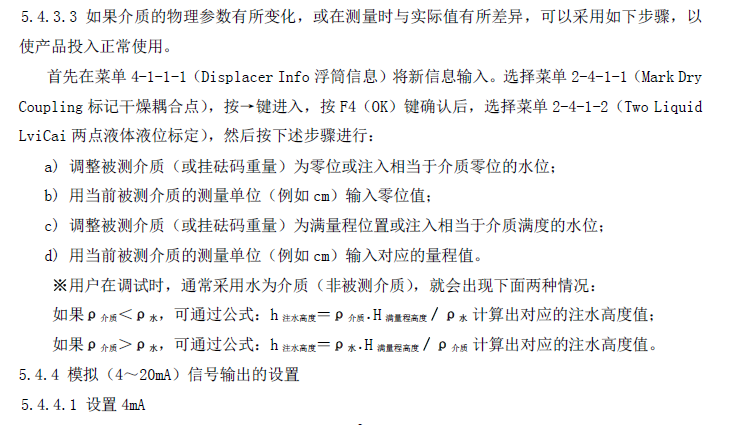 5.4.3.3 如果介质的物理参数有所变化，或在测量时与实际值有所差异，可以采用如下步骤，以
使产品投入正常使用。
首先在菜单 4-1-1-1（Displacer Info 浮筒信息）将新信息输入。选择菜单 2-4-1-1（Mark Dry
Coupling 标记干燥耦合点），按→键进入，按 F4（OK）键确认后，选择菜单 2-4-1-2（Two Liquid
LviCai 两点液体液位标定），然后按下述步骤进行：
a) 调整被测介质（或挂砝码重量）为零位或注入相当于介质零位的水位；
b) 用当前被测介质的测量单位（例如 cm）输入零位值；
c) 调整被测介质（或挂砝码重量）为满量程位置或注入相当于介质满度的水位；
d) 用当前被测介质的测量单位（例如 cm）输入对应的量程值。
※用户在调试时，通常采用水为介质（非被测介质），就会出现下面两种情况：
如果ρ介质＜ρ水，可通过公式：h 注水高度＝ρ介质.H 满量程高度/ρ水 计算出对应的注水高度值；
如果ρ介质＞ρ水，可通过公式：h 注水高度＝ρ水.H 满量程高度/ρ介质 计算出对应的注水高度值。
5.4.4 模拟（4～20mA）信号输出的设置
5.4.4.1 设置 4mA